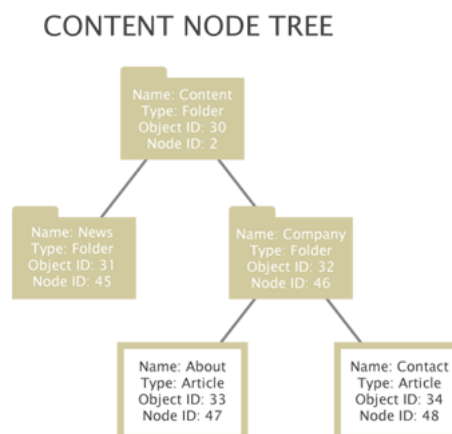 CONTENT NODE TREE
Name: Content
Type: Folder
Object ID: 30
Node ID: 2
Name: News
Type: Folder
Object ID: 31
Node ID: 45
Name: Company
Type: Folder
Object ID: 32
Node ID: 46
Name: About
Type: Article
Object ID: 33
Node ID: 47
Name: Contact
Type: Article
Object ID: 34
Node ID: 48